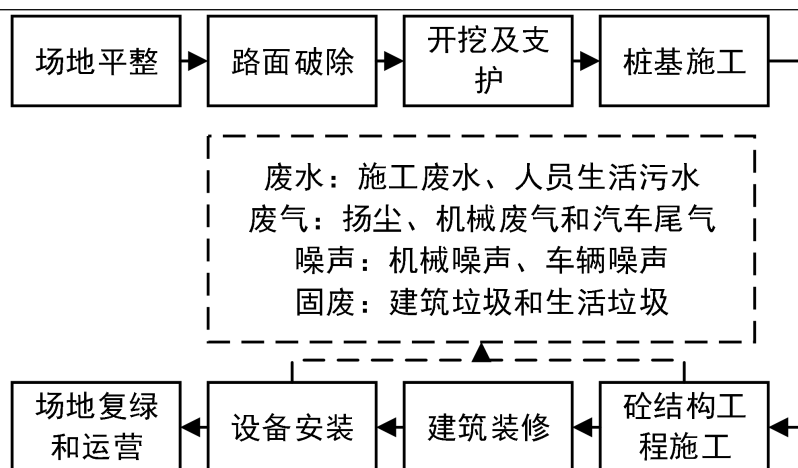 场地平整
路面破除
开挖及支
护
桩基施工
废水：施工废水、人员生活污水
废气：扬尘、机械废气和汽车尾气
噪声：机械噪声、车辆噪声
固废：建筑垃圾和生活垃圾
场地复绿
和运营
设备安装
建筑装修
砼结构工
程施工